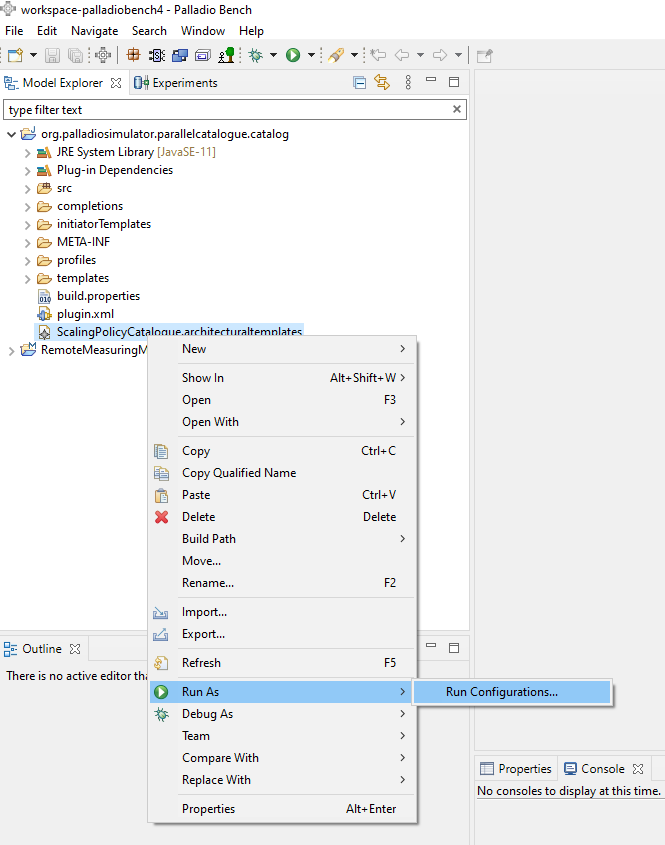 workspace-palladiobench4 - Palladio Bench
File Edit Navigate Search Window Help
Model Explorer Experiments
type filter text
org.palladiosimulator.parallelcatalogue.catalog
JRE System Library [JavaSE-11]
Plug-in Dependencies
src
completions
initiatorTemplates
META-INF
profiles
templates
build.properties
plugin.xml
ScalingPolicyCatalogue.architecturaltemplates
RemoteMeasuringM
New
Show In Alt+Shift+W
Open F3
Open With
Copy Ctrl+C
Copy Qualified Name
Paste Ctrl+V
Delete Delete
Build Path
Move...
Rename... F2
Import...
Export...
Refresh F5
Run As
Run Configurations...
Debug As
Team
Compare With
Replace With
Properties Alt+Enter
Outline
There is no active editor tha
Properties Console
No consoles to display at this time.